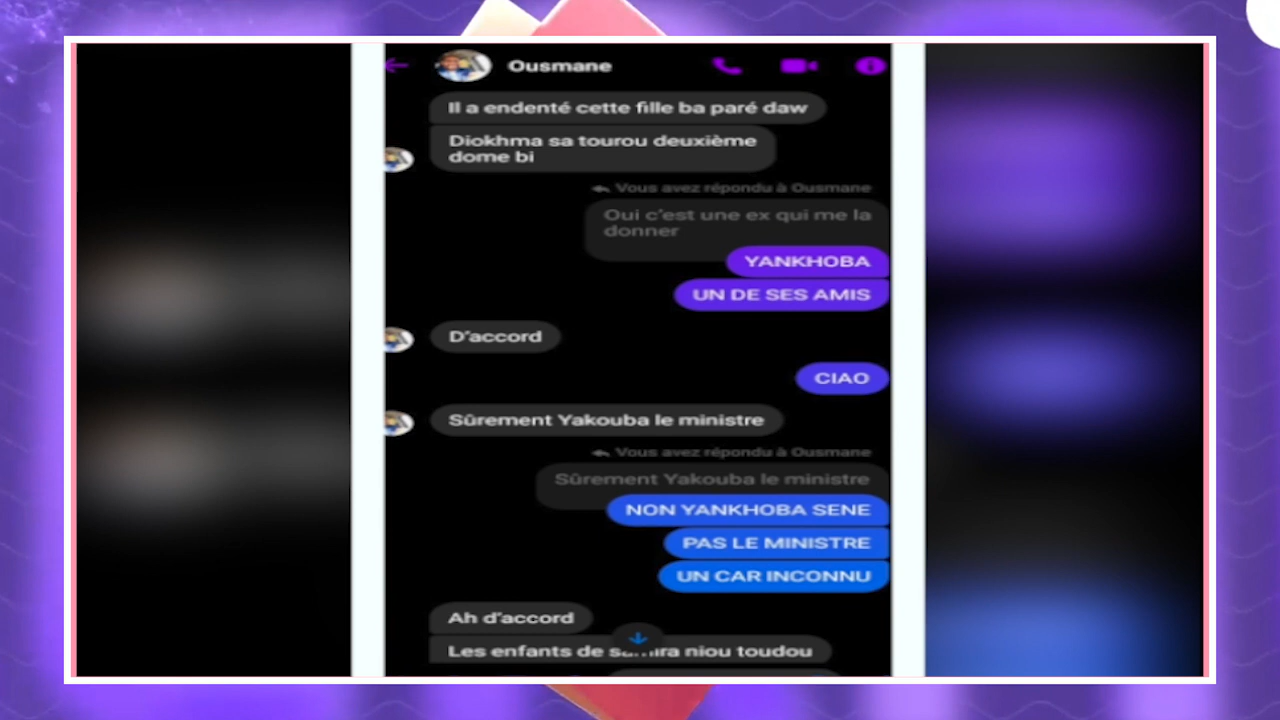 Ousmane
Il a endenté cette fille ba paré daw
Diokhma sa tourou deuxième
dome bi
Vous avez répondu à Ousmane
Oui c'est une ex qui me la
donner
YANKHOBA
UN DE SES AMIS
D'accord
CIAO
Sûrement Yakouba le ministre
Vous avez répondu à Ousmane
Sûrement Yakouba le ministre
NON YANKHOBA SENE
PAS LE MINISTRE
UN CAR INCONNU
Ah d'accord
Les enfants de samira niou toudou